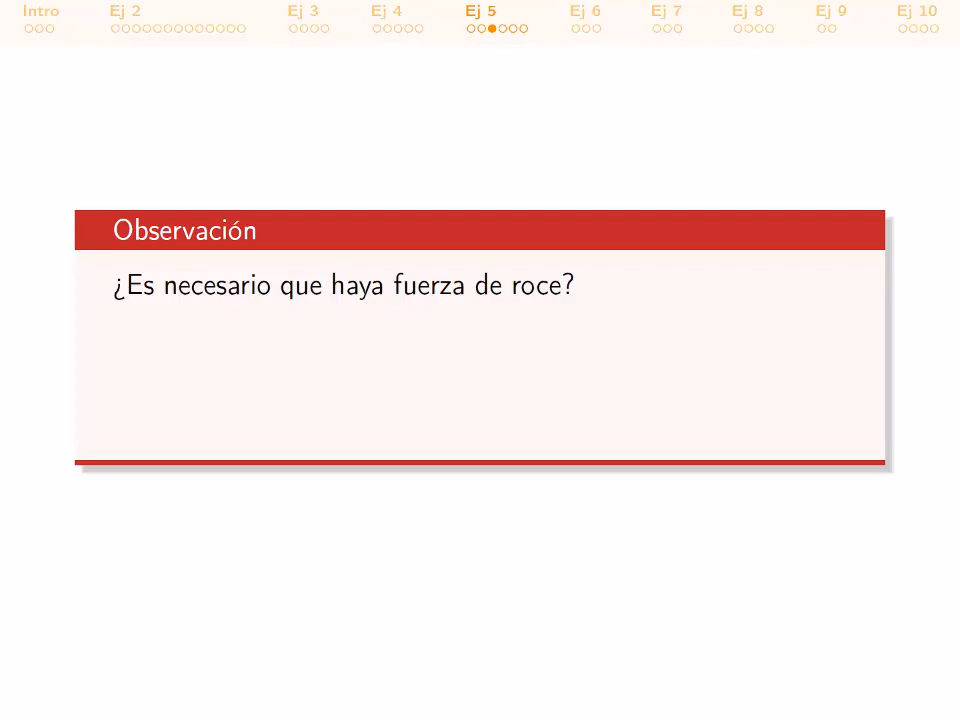 Intro Ej 2 Ej 3 Ej 4 Ej 5 Ej 6 Ej 7 Ej 8 Ej 9 Ej 10
Observación
¿Es necesario que haya fuerza de roce?